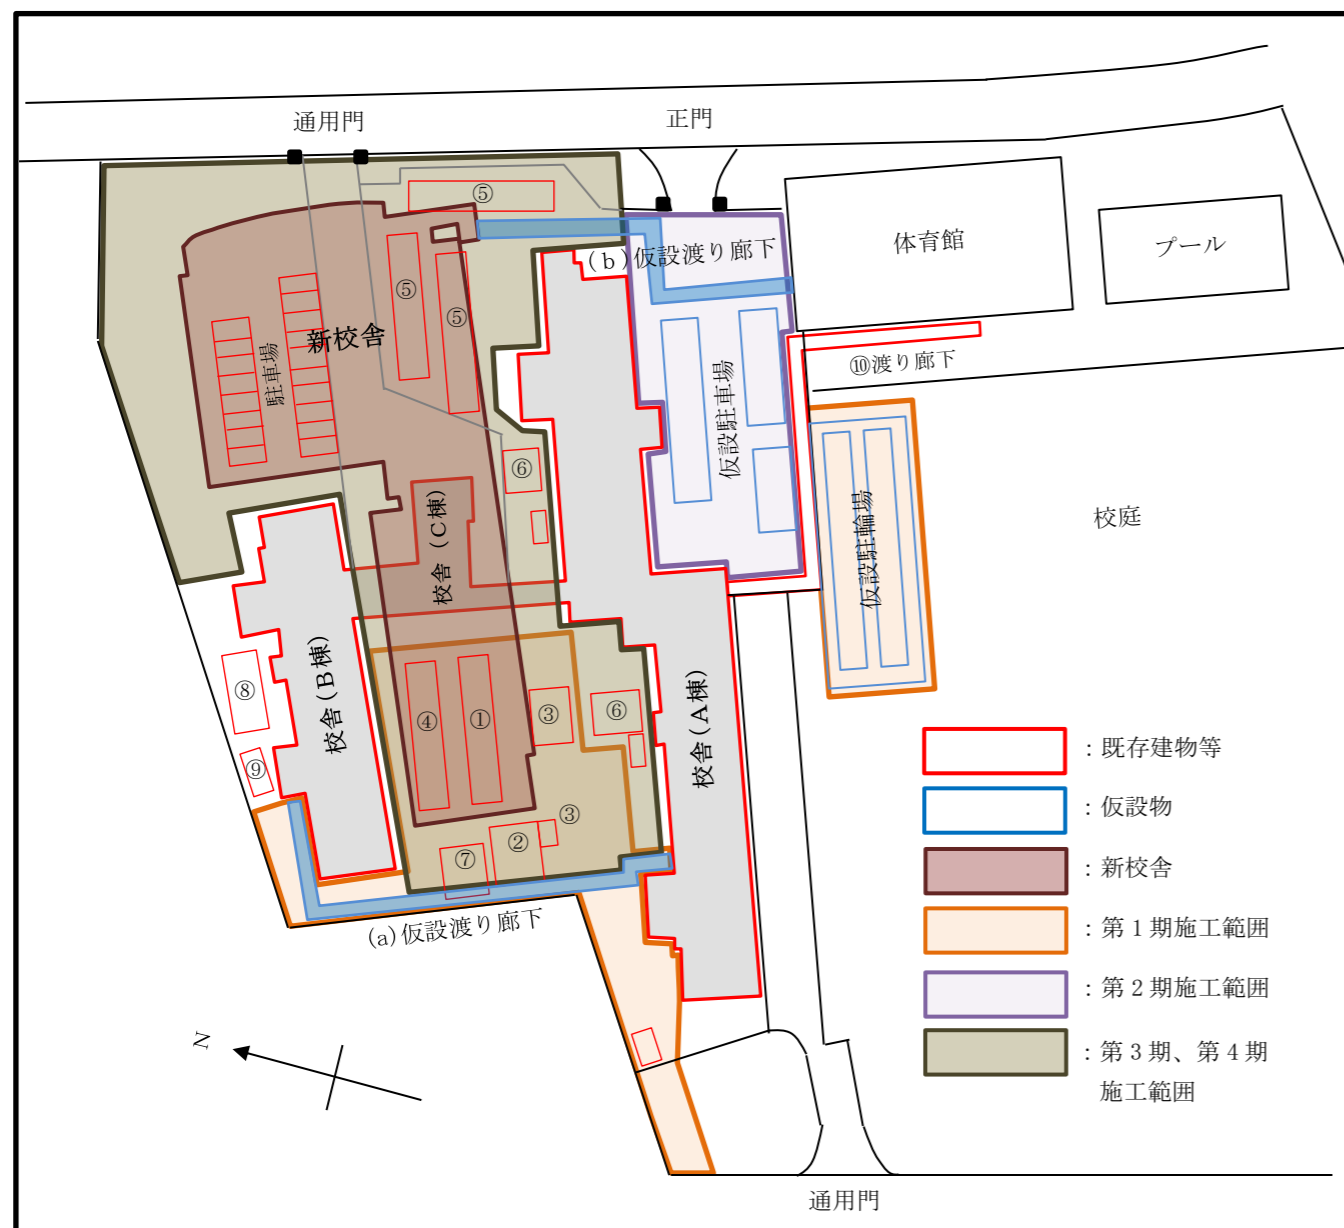 通用門
正門
⑤
体育館
プール
(b)仮設渡り廊下
⑤
⑤
新校舎
駐車場
⑩渡り廊下
仮設駐車場
⑥
校舎(C棟)
仮設駐輪場
校庭
校舎(B棟)
⑧
④
①
③
⑥
校舎(A棟)
⑨
③
②
⑦
(a)仮設渡り廊下
：既存建物等
：仮設物
：新校舎
：第1期施工範囲
：第2期施工範囲
：第3期、第4期
施工範囲
N
通用門